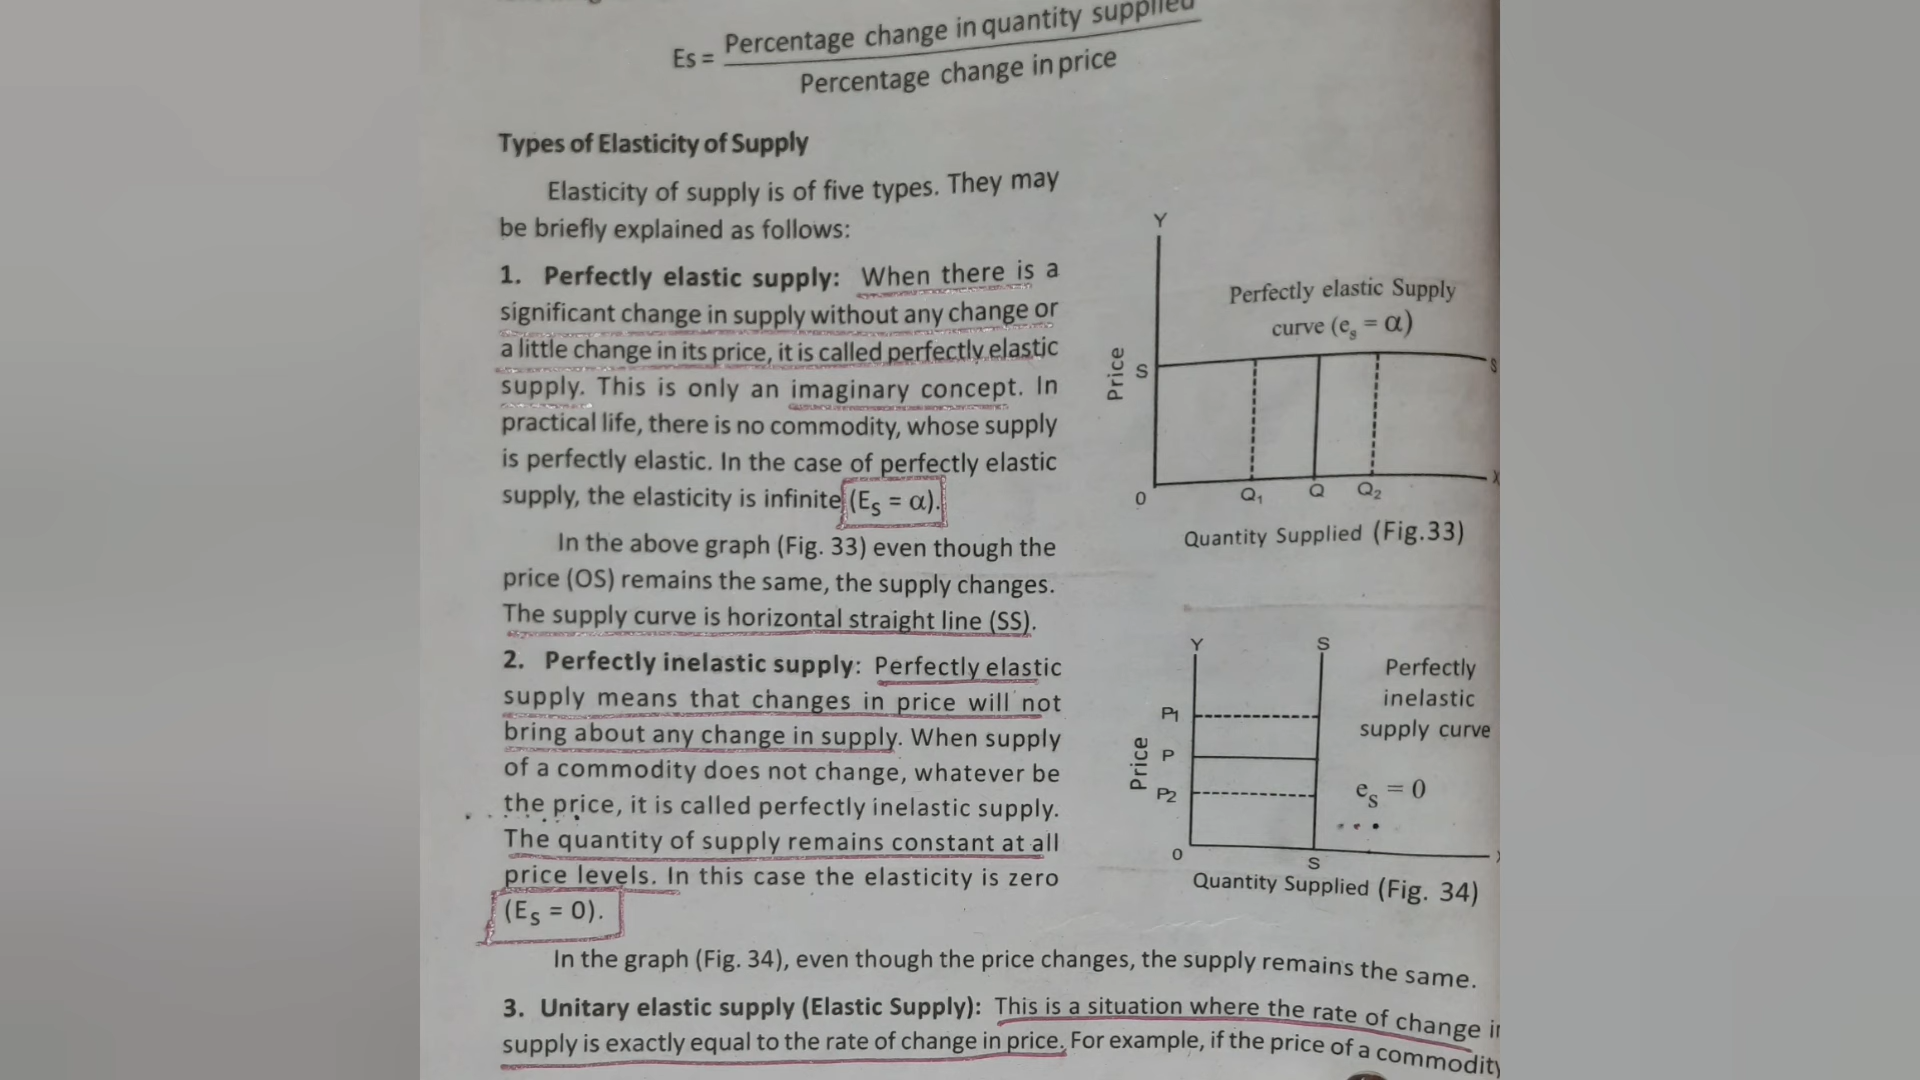 Es = Percentage change in quantity supplied
Percentage change in price
Types of Elasticity of Supply
Elasticity of supply is of five types. They may
be briefly explained as follows:
1. Perfectly elastic supply: When there is a
significant change in supply without any change or
a little change in its price, it is called perfectly elastic
supply. This is only an imaginary concept. In
practical life, there is no commodity, whose supply
is perfectly elastic. In the case of perfectly elastic
supply, the elasticity is infinite (Es = α).
In the above graph (Fig. 33) even though the
price (OS) remains the same, the supply changes.
The supply curve is horizontal straight line (SS).
Y
Perfectly elastic Supply
curve (es = α)
Price
S
S
0
Q1
Q
Q2
X
Quantity Supplied (Fig.33)
2. Perfectly inelastic supply: Perfectly elastic
supply means that changes in price will not
bring about any change in supply. When supply
of a commodity does not change, whatever be
the price, it is called perfectly inelastic supply.
The quantity of supply remains constant at all
price levels. In this case the elasticity is zero
(Es = 0).
Y
S
Perfectly
inelastic
supply curve
es = 0
Price
P1
P
P2
0
S
Quantity Supplied (Fig. 34)
In the graph (Fig. 34), even though the price changes, the supply remains the same.
3. Unitary elastic supply (Elastic Supply): This is a situation where the rate of change
supply is exactly equal to the rate of change in price. For example, if the price of a commodity